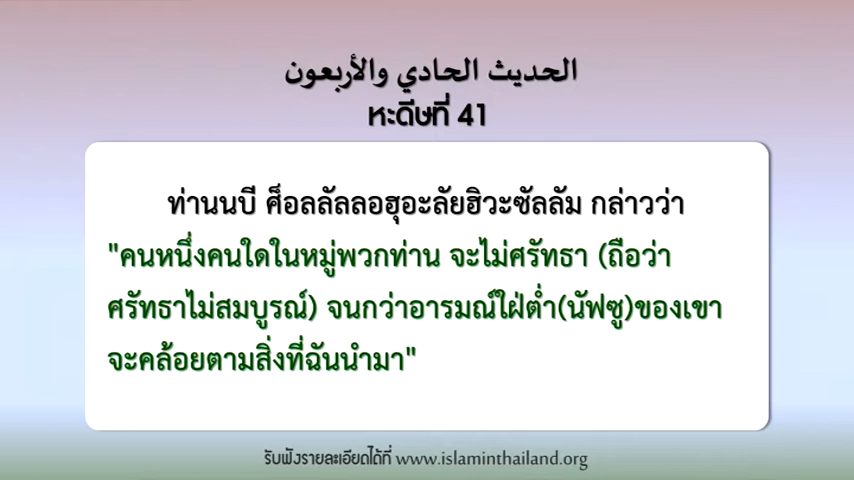 الحديث الحادي والأربعون
หะดีษที่ 41
ท่านนบี ศ็อลลัลลอฮุอะลัยฮิวะซัลลัม กล่าวว่า
"คนหนึ่งคนใดในหมู่พวกท่าน จะไม่ศรัทธา (ถือว่า
ศรัทธาไม่สมบูรณ์) จนกว่าอารมณ์ใฝ่ต่ำ(นัฟซู)ของเขา
จะคล้อยตามสิ่งที่ฉันนำมา"
รับฟังรายละเอียดได้ที่ www.islaminthailand.org